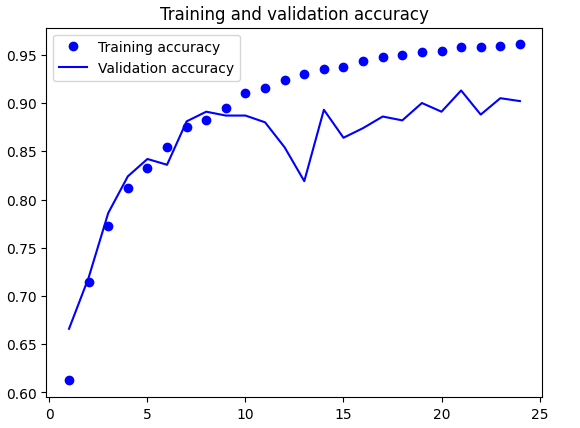 Training and validation accuracy
Training accuracy
Validation accuracy
0.95
0.90
0.85
0.80
0.75
0.70
0.65
0.60
0 5 10 15 20 25